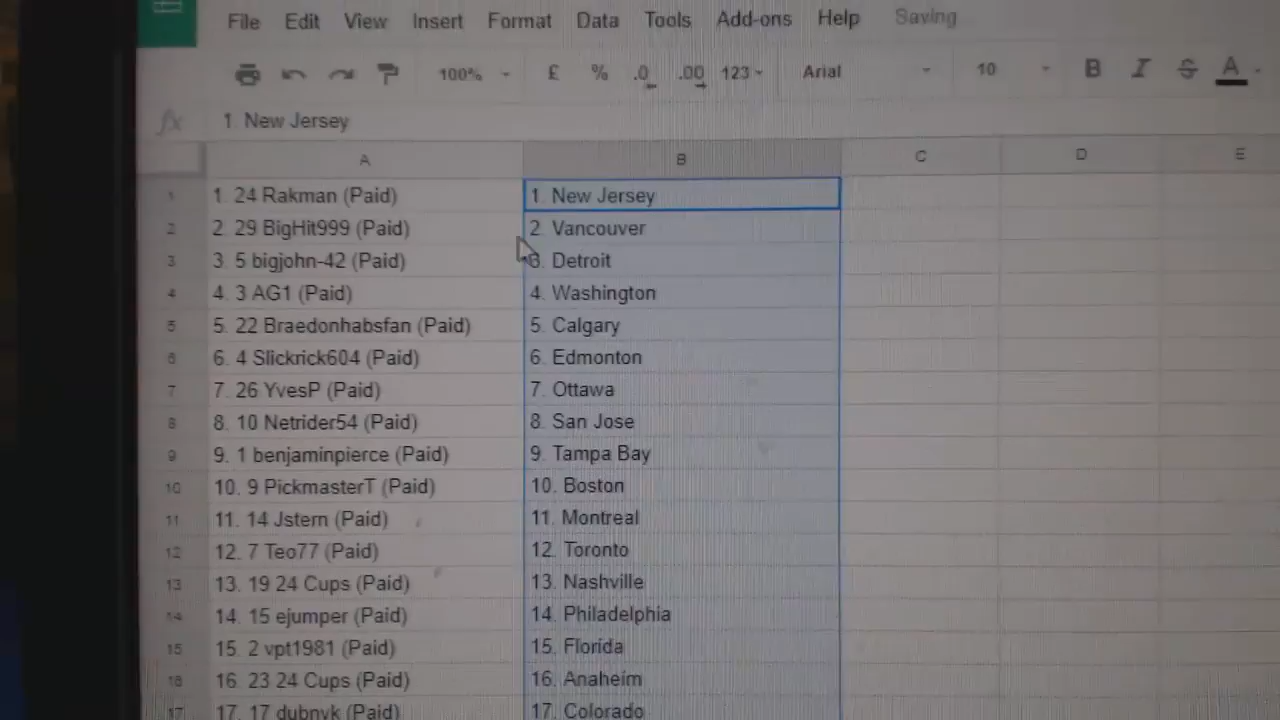 File Edit View Insert Format Data Tools Add-ons Help Saving
100% £ % .0 .00 123 Arial 10 B I S A
fx 1. New Jersey
A B C D E
1 1. 24 Rakman (Paid) 1. New Jersey
2 2. 29 BigHit999 (Paid) 2. Vancouver
3 3. 5 bigjohn-42 (Paid) 3. Detroit
4 4. 3 AG1 (Paid) 4. Washington
5 5. 22 Braedonhabsfan (Paid) 5. Calgary
6 6. 4 Slickrick604 (Paid) 6. Edmonton
7 7. 26 YvesP (Paid) 7. Ottawa
8 8. 10 Netrider54 (Paid) 8. San Jose
9 9. 1 benjaminpierce (Paid) 9. Tampa Bay
10 10. 9 PickmasterT (Paid) 10. Boston
11 11. 14 Jstern (Paid) 11. Montreal
12 12. 7 Teo77 (Paid) 12. Toronto
13 13. 19 24 Cups (Paid) 13. Nashville
14 14. 15 ejumper (Paid) 14. Philadelphia
15 15. 2 vpt1981 (Paid) 15. Florida
16 16. 23 24 Cups (Paid) 16. Anaheim
17 17. 17 dubnyk (Paid) 17. Colorado